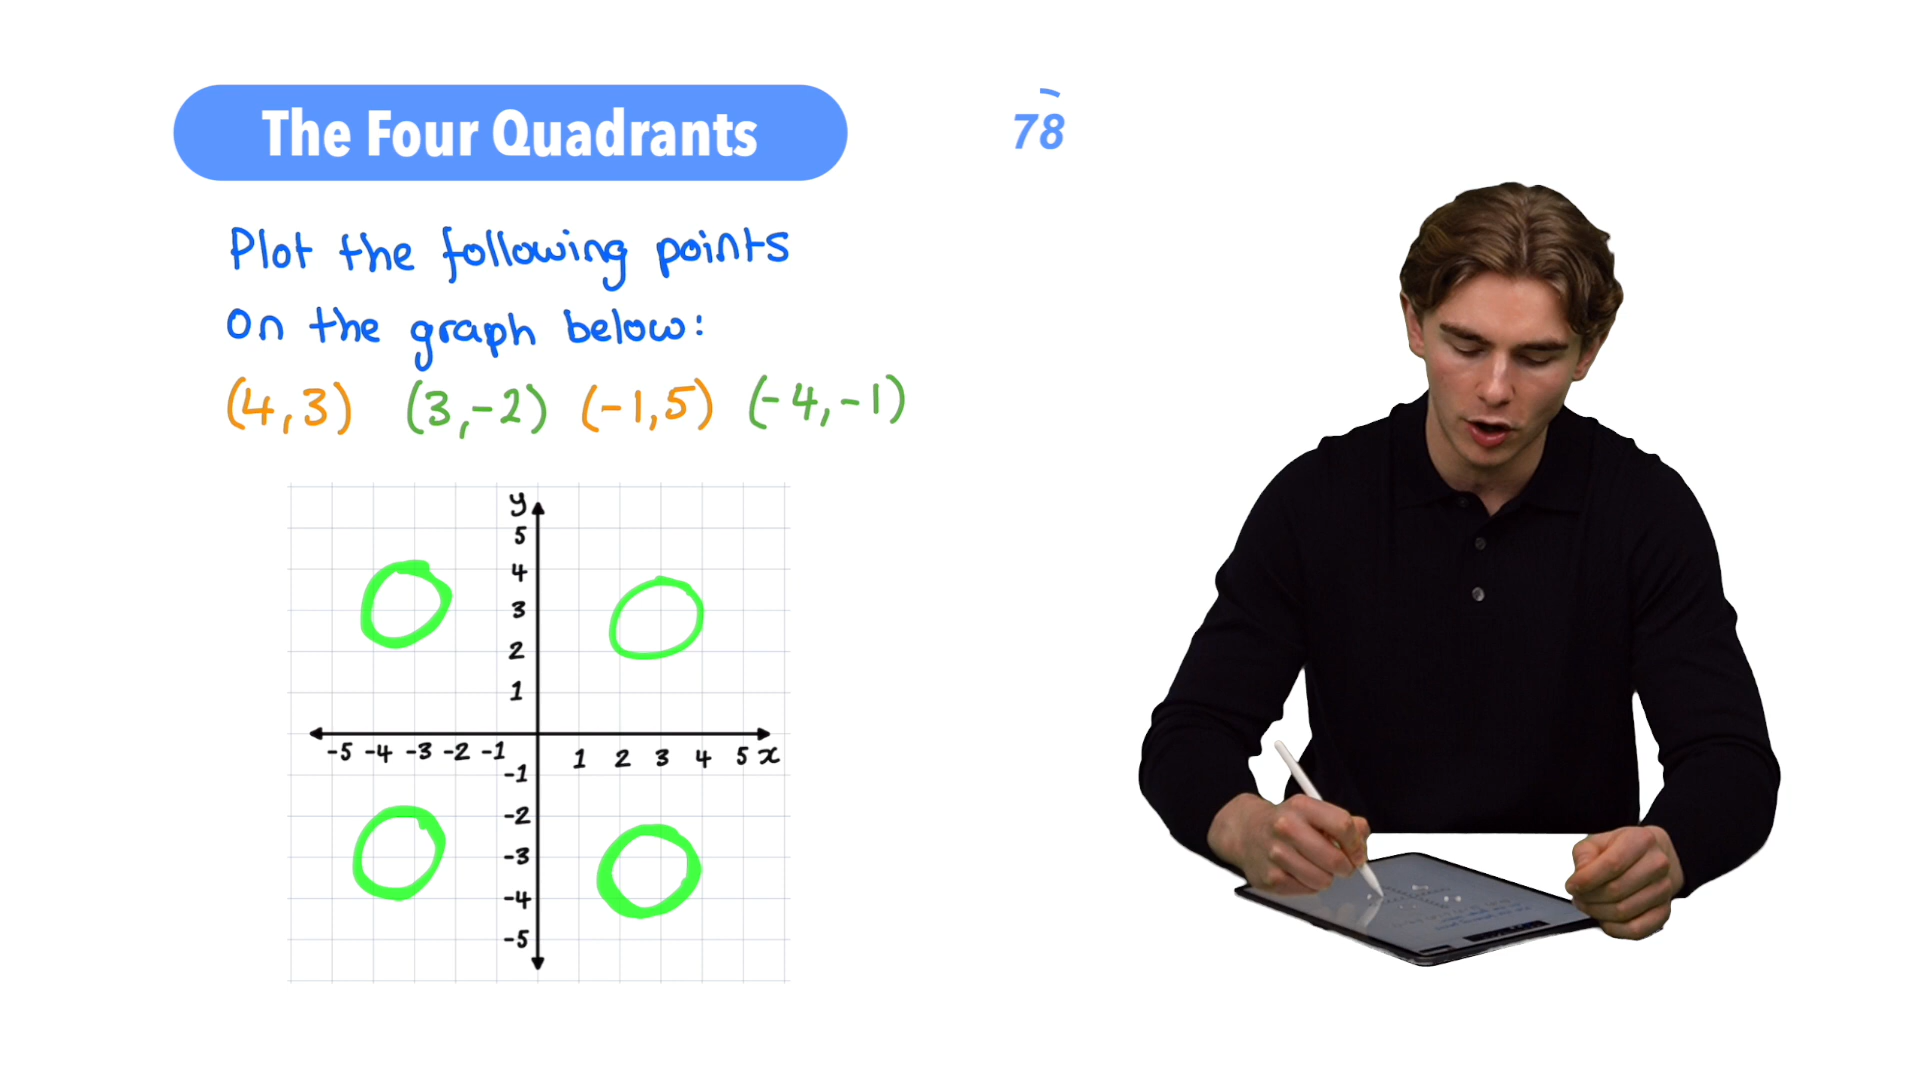 The Four Quadrants
78
Plot the following points
on the graph below:
(4,3) (3,-2) (-1,5) (-4,-1)
y
5
4
3
2
1
-5 -4 -3 -2 -1 1 2 3 4 5 x
-1
-2
-3
-4
-5